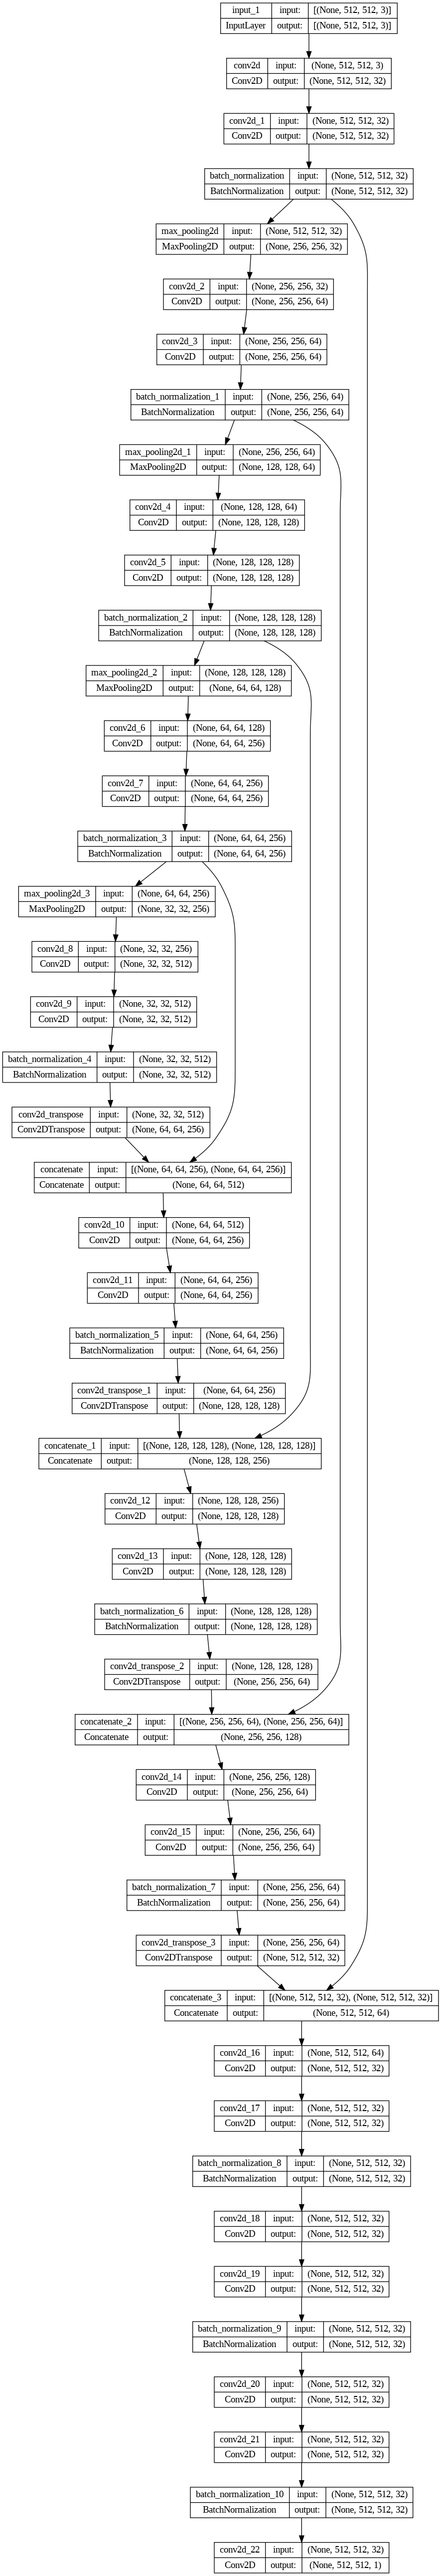 input_1 input: [(None, 512, 512, 3)]
InputLayer output: [(None, 512, 512, 3)]
conv2d input: (None, 512, 512, 3)
Conv2D output: (None, 512, 512, 32)
conv2d_1 input: (None, 512, 512, 32)
Conv2D output: (None, 512, 512, 32)
batch_normalization input: (None, 512, 512, 32)
BatchNormalization output: (None, 512, 512, 32)
max_pooling2d input: (None, 512, 512, 32)
MaxPooling2D output: (None, 256, 256, 32)
conv2d_2 input: (None, 256, 256, 32)
Conv2D output: (None, 256, 256, 64)
conv2d_3 input: (None, 256, 256, 64)
Conv2D output: (None, 256, 256, 64)
batch_normalization_1 input: (None, 256, 256, 64)
BatchNormalization output: (None, 256, 256, 64)
max_pooling2d_1 input: (None, 256, 256, 64)
MaxPooling2D output: (None, 128, 128, 64)
conv2d_4 input: (None, 128, 128, 64)
Conv2D output: (None, 128, 128, 128)
conv2d_5 input: (None, 128, 128, 128)
Conv2D output: (None, 128, 128, 128)
batch_normalization_2 input: (None, 128, 128, 128)
BatchNormalization output: (None, 128, 128, 128)
max_pooling2d_2 input: (None, 128, 128, 128)
MaxPooling2D output: (None, 64, 64, 128)
conv2d_6 input: (None, 64, 64, 128)
Conv2D output: (None, 64, 64, 256)
conv2d_7 input: (None, 64, 64, 256)
Conv2D output: (None, 64, 64, 256)
batch_normalization_3 input: (None, 64, 64, 256)
BatchNormalization output: (None, 64, 64, 256)
max_pooling2d_3 input: (None, 64, 64, 256)
MaxPooling2D output: (None, 32, 32, 256)
conv2d_8 input: (None, 32, 32, 256)
Conv2D output: (None, 32, 32, 512)
conv2d_9 input: (None, 32, 32, 512)
Conv2D output: (None, 32, 32, 512)
batch_normalization_4 input: (None, 32, 32, 512)
BatchNormalization output: (None, 32, 32, 512)
conv2d_transpose input: (None, 32, 32, 512)
Conv2DTranspose output: (None, 64, 64, 256)
concatenate input: [(None, 64, 64, 256), (None, 64, 64, 256)]
Concatenate output: (None, 64, 64, 512)
conv2d_10 input: (None, 64, 64, 512)
Conv2D output: (None, 64, 64, 256)
conv2d_11 input: (None, 64, 64, 256)
Conv2D output: (None, 64, 64, 256)
batch_normalization_5 input: (None, 64, 64, 256)
BatchNormalization output: (None, 64, 64, 256)
conv2d_transpose_1 input: (None, 64, 64, 256)
Conv2DTranspose output: (None, 128, 128, 128)
concatenate_1 input: [(None, 128, 128, 128), (None, 128, 128, 128)]
Concatenate output: (None, 128, 128, 256)
conv2d_12 input: (None, 128, 128, 256)
Conv2D output: (None, 128, 128, 128)
conv2d_13 input: (None, 128, 128, 128)
Conv2D output: (None, 128, 128, 128)
batch_normalization_6 input: (None, 128, 128, 128)
BatchNormalization output: (None, 128, 128, 128)
conv2d_transpose_2 input: (None, 128, 128, 128)
Conv2DTranspose output: (None, 256, 256, 64)
concatenate_2 input: [(None, 256, 256, 64), (None, 256, 256, 64)]
Concatenate output: (None, 256, 256, 128)
conv2d_14 input: (None, 256, 256, 128)
Conv2D output: (None, 256, 256, 64)
conv2d_15 input: (None, 256, 256, 64)
Conv2D output: (None, 256, 256, 64)
batch_normalization_7 input: (None, 256, 256, 64)
BatchNormalization output: (None, 256, 256, 64)
conv2d_transpose_3 input: (None, 256, 256, 64)
Conv2DTranspose output: (None, 512, 512, 32)
concatenate_3 input: [(None, 512, 512, 32), (None, 512, 512, 32)]
Concatenate output: (None, 512, 512, 64)
conv2d_16 input: (None, 512, 512, 64)
Conv2D output: (None, 512, 512, 32)
conv2d_17 input: (None, 512, 512, 32)
Conv2D output: (None, 512, 512, 32)
batch_normalization_8 input: (None, 512, 512, 32)
BatchNormalization output: (None, 512, 512, 32)
conv2d_18 input: (None, 512, 512, 32)
Conv2D output: (None, 512, 512, 32)
conv2d_19 input: (None, 512, 512, 32)
Conv2D output: (None, 512, 512, 32)
batch_normalization_9 input: (None, 512, 512, 32)
BatchNormalization output: (None, 512, 512, 32)
conv2d_20 input: (None, 512, 512, 32)
Conv2D output: (None, 512, 512, 32)
conv2d_21 input: (None, 512, 512, 32)
Conv2D output: (None, 512, 512, 32)
batch_normalization_10 input: (None, 512, 512, 32)
BatchNormalization output: (None, 512, 512, 32)
conv2d_22 input: (None, 512, 512, 32)
Conv2D output: (None, 512, 512, 1)